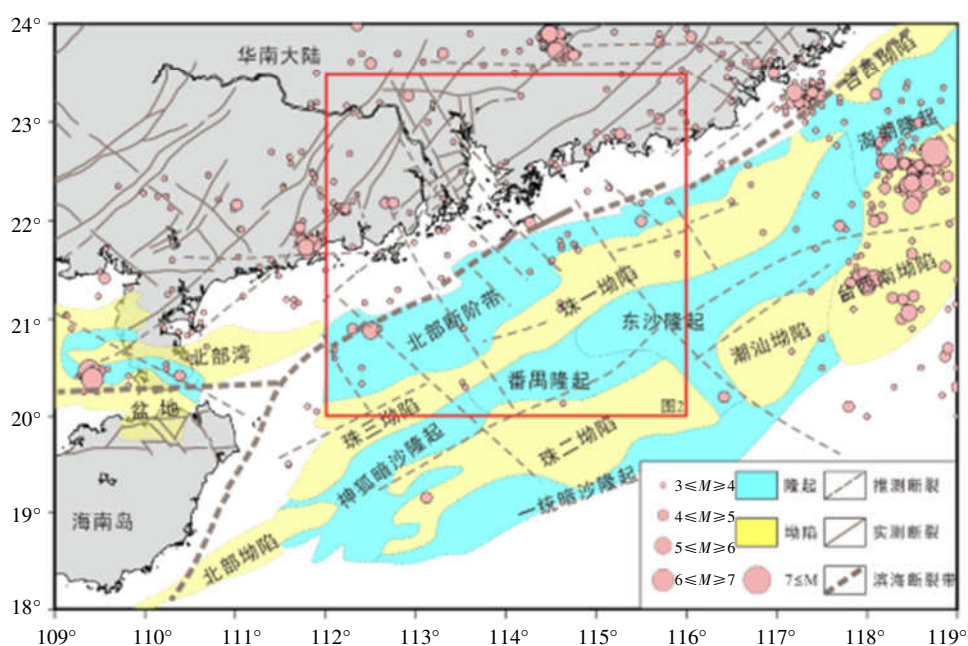 24°
23°
22°
21°
20°
19°
18°
109°
110°
111°
112°
113°
114°
115°
116°
117°
118°
119°
华南大陆
澎湖隆起
台西南坳陷
珠一坳陷
东沙隆起
潮汕坳陷
北部断阶带
北部湾
盆地
番禺隆起
图2
珠三坳陷
神狐暗沙隆起
珠二坳陷
一统暗沙隆起
海南岛
北部坳陷
3≤M≥4
隆起
推测断裂
4≤M≥5
坳陷
实测断裂
5≤M≥6
6≤M≥7
7≤M
滨海断裂带